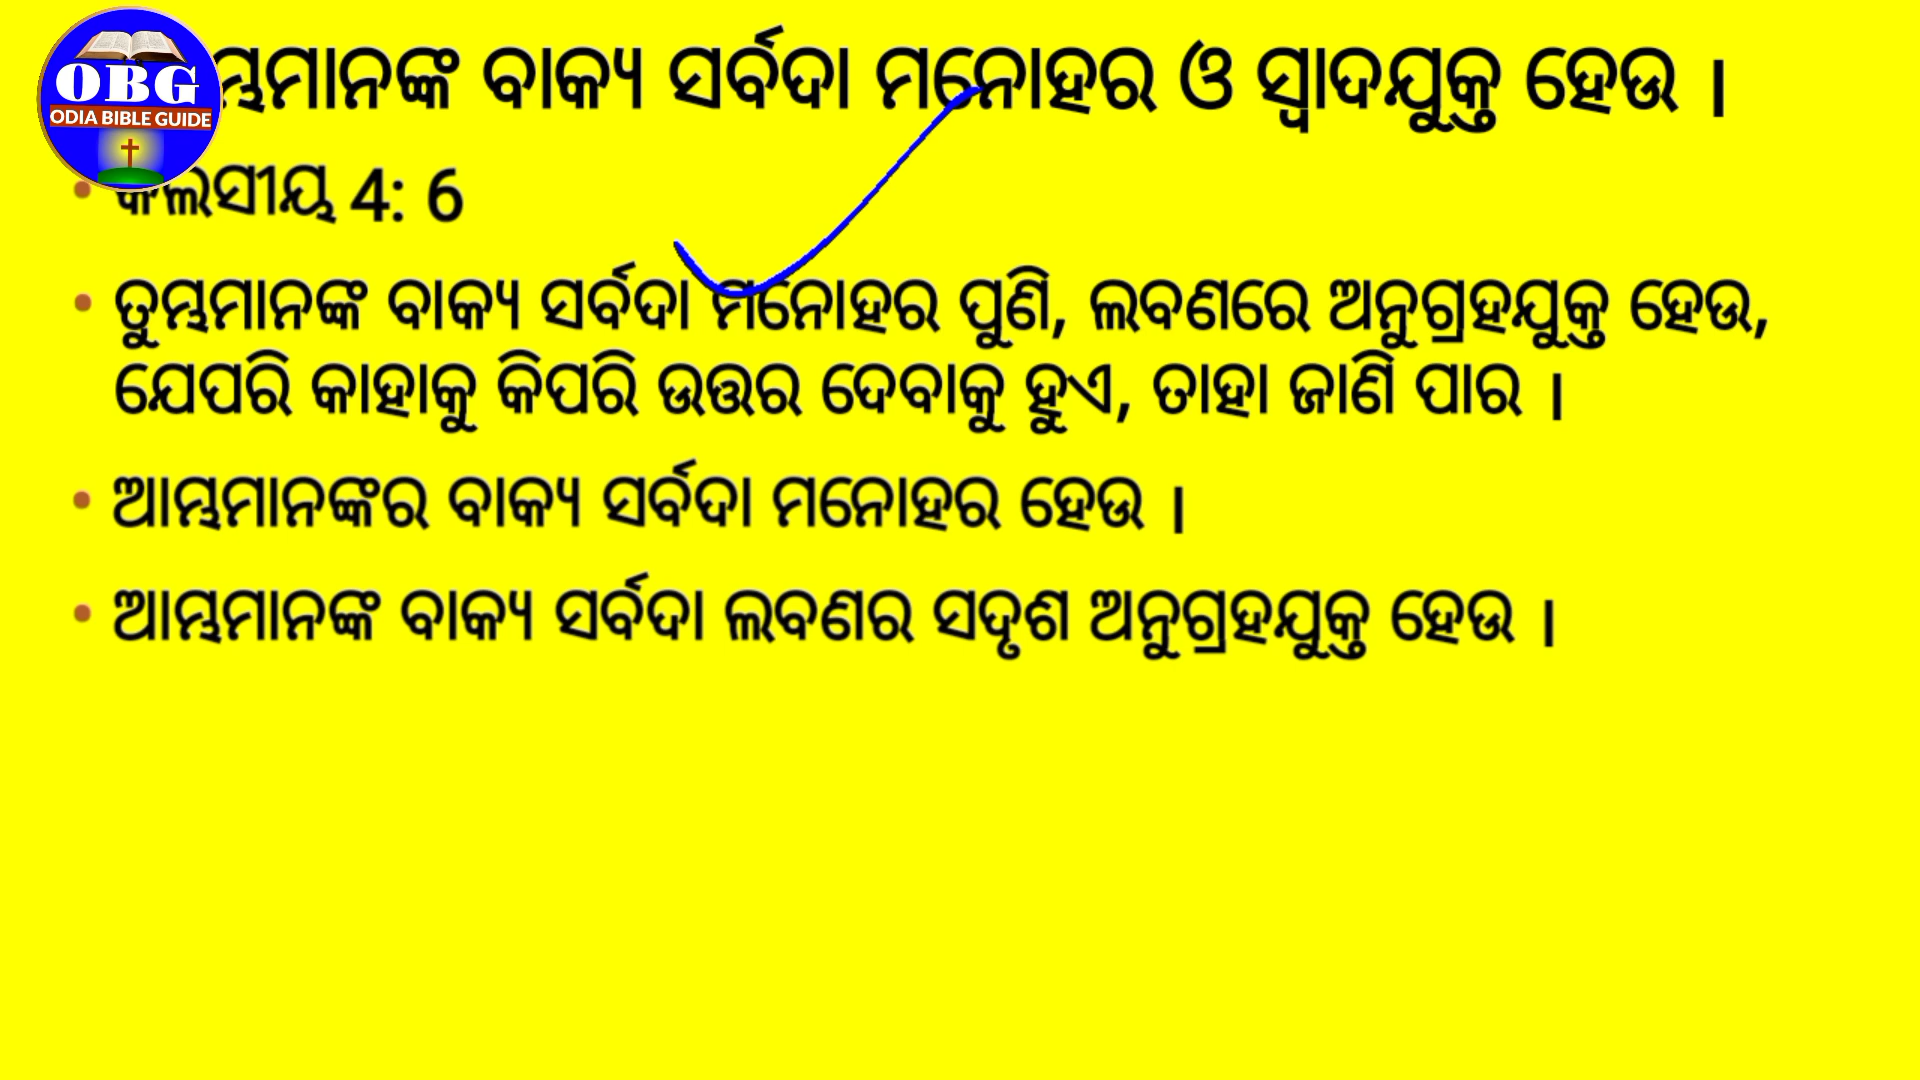 OBG
ODIA BIBLE GUIDE
ବାକ୍ୟ ସର୍ବଦା ମନୋହର ଓ ସ୍ୱାଦଯୁକ୍ତ ହେଉ ।
• କଲସୀୟ 4: 6
• ତୁମ୍ଭମାନଙ୍କ ବାକ୍ୟ ସର୍ବଦା ମନୋହର ପୁଣି, ଲବଣରେ ଅନୁଗ୍ରହଯୁକ୍ତ ହେଉ,
ଯେପରି କାହାକୁ କିପରି ଉତ୍ତର ଦେବାକୁ ହୁଏ, ତାହା ଜାଣି ପାର ।
• ଆମ୍ଭମାନଙ୍କର ବାକ୍ୟ ସର୍ବଦା ମନୋହର ହେଉ ।
• ଆମ୍ଭମାନଙ୍କ ବାକ୍ୟ ସର୍ବଦା ଲବଣର ସଦୃଶ ଅନୁଗ୍ରହଯୁକ୍ତ ହେଉ ।